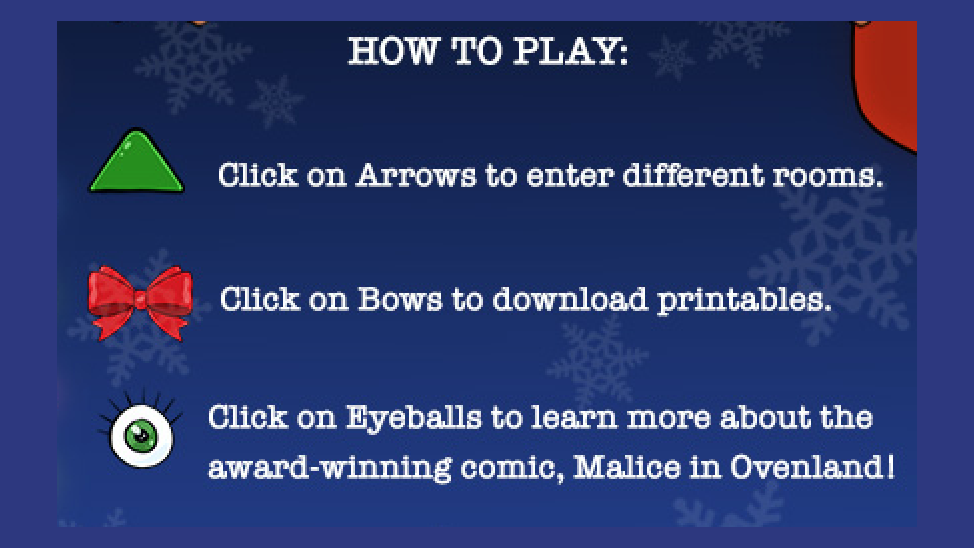 HOW TO PLAY:
Click on Arrows to enter different rooms.
Click on Bows to download printables.
Click on Eyeballs to learn more about the
award-winning comic, Malice in Ovenland!